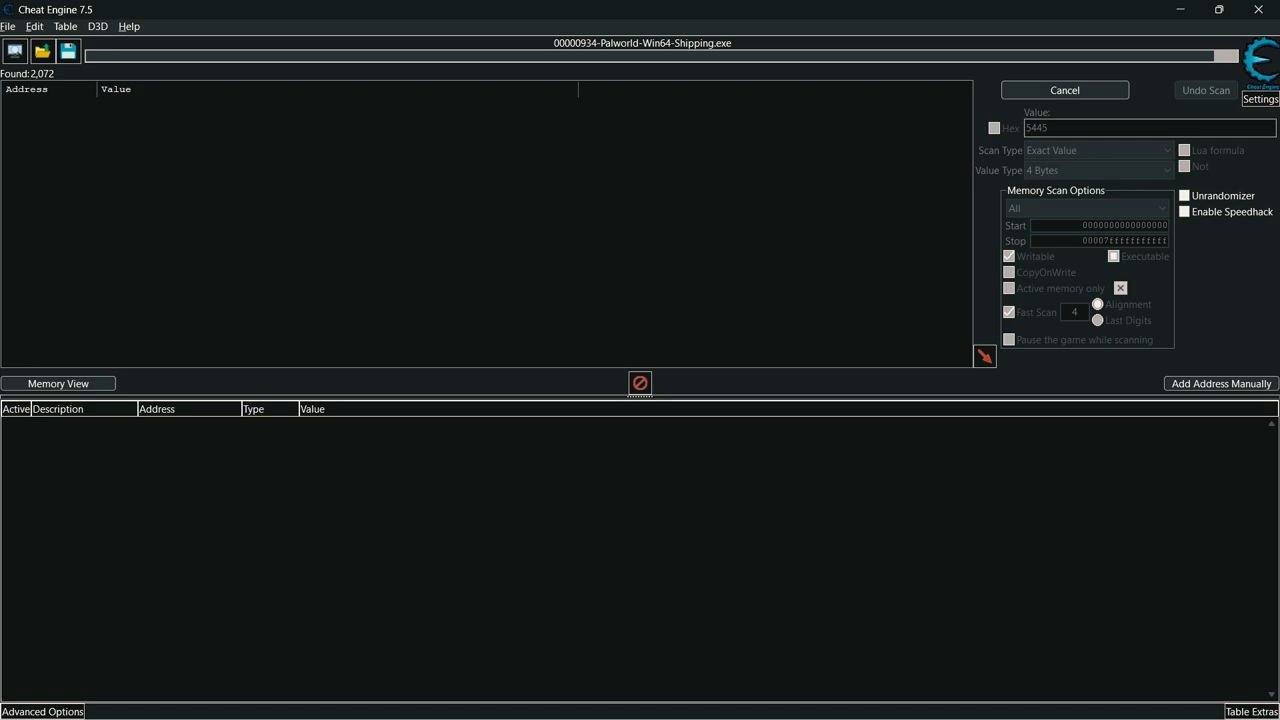 Cheat Engine 7.5
File Edit Table D3D Help
00000934-Palworld-Win64-Shipping.exe
Found:2,072
Address Value
Cancel Undo Scan
Cheat Engine
Settings
Value:
Hex 5445
Scan Type Exact Value Lua formula
Not
Value Type 4 Bytes
Memory Scan Options Unrandomizer
All Enable Speedhack
Start 0000000000000000
Stop 00007fffffffffff
Writable Executable
CopyOnWrite
Active memory only
Fast Scan 4 Alignment
Last Digits
Pause the game while scanning
Memory View Add Address Manually
Active Description Address Type Value
Advanced Options Table Extras